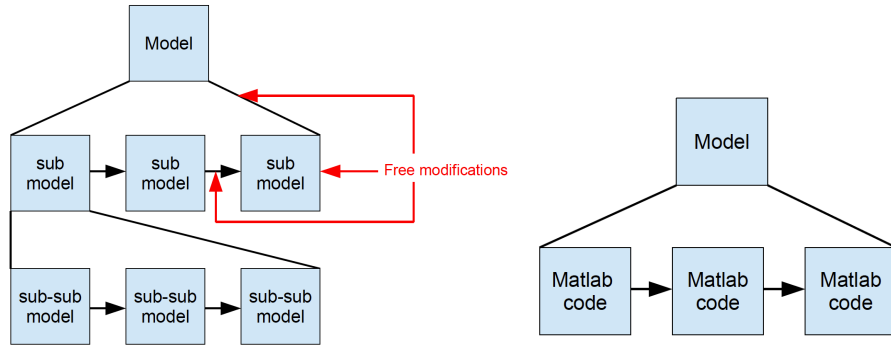 Model
sub
model
sub
model
sub
model
Free modifications
sub-sub
model
sub-sub
model
sub-sub
model
Model
Matlab
code
Matlab
code
Matlab
code